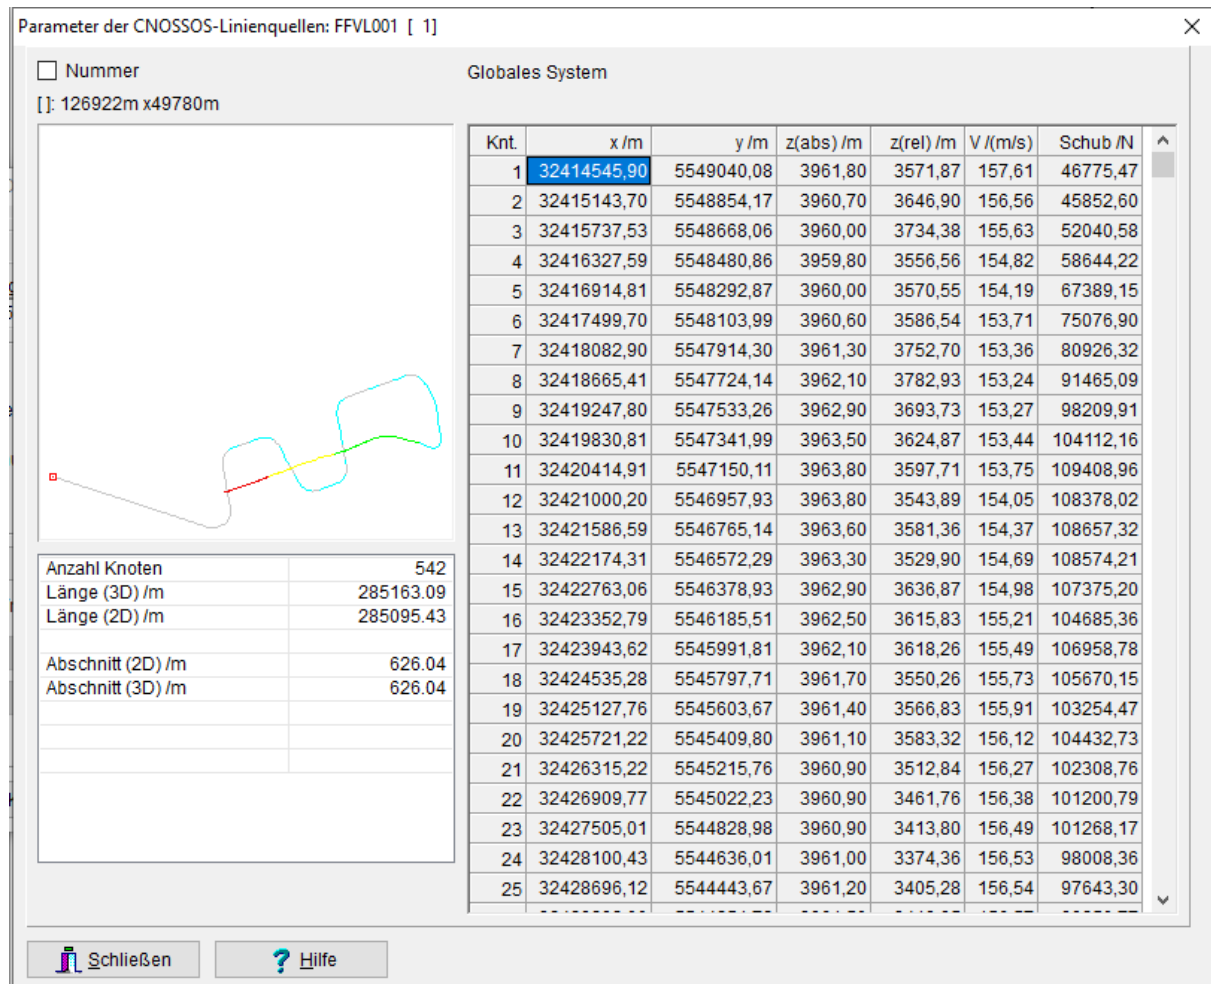 Parameter der CNOSSOS-Linienquellen: FFVL001 [ 1]
Nummer
Globales System
[ ]: 126922m x49780m
Knt. x /m y /m z(abs) /m z(rel) /m V /(m/s) Schub /N
1 32414545,90 5549040,08 3961,80 3571,87 157,61 46775,47
2 32415143,70 5548854,17 3960,70 3646,90 156,56 45852,60
3 32415737,53 5548668,06 3960,00 3734,38 155,63 52040,58
4 32416327,59 5548480,86 3959,80 3556,56 154,82 58644,22
5 32416914,81 5548292,87 3960,00 3570,55 154,19 67389,15
6 32417499,70 5548103,99 3960,60 3586,54 153,71 75076,90
7 32418082,90 5547914,30 3961,30 3752,70 153,36 80926,32
8 32418665,41 5547724,14 3962,10 3782,93 153,24 91465,09
9 32419247,80 5547533,26 3962,90 3693,73 153,27 98209,91
10 32419830,81 5547341,99 3963,50 3624,87 153,44 104112,16
11 32420414,91 5547150,11 3963,80 3597,71 153,75 109408,96
12 32421000,20 5546957,93 3963,80 3543,89 154,05 108378,02
13 32421586,59 5546765,14 3963,60 3581,36 154,37 108657,32
14 32422174,31 5546572,29 3963,30 3529,90 154,69 108574,21
15 32422763,06 5546378,93 3962,90 3636,87 154,98 107375,20
16 32423352,79 5546185,51 3962,50 3615,83 155,21 104685,36
17 32423943,62 5545991,81 3962,10 3618,26 155,49 106958,78
18 32424535,28 5545797,71 3961,70 3550,26 155,73 105670,15
19 32425127,76 5545603,67 3961,40 3566,83 155,91 103254,47
20 32425721,22 5545409,80 3961,10 3583,32 156,12 104432,73
21 32426315,22 5545215,76 3960,90 3512,84 156,27 102308,76
22 32426909,77 5545022,23 3960,90 3461,76 156,38 101200,79
23 32427505,01 5544828,98 3960,90 3413,80 156,49 101268,17
24 32428100,43 5544636,01 3961,00 3374,36 156,53 98008,36
25 32428696,12 5544443,67 3961,20 3405,28 156,54 97643,30
Anzahl Knoten 542
Länge (3D) /m 285163.09
Länge (2D) /m 285095.43
Abschnitt (2D) /m 626.04
Abschnitt (3D) /m 626.04
Schließen
Hilfe